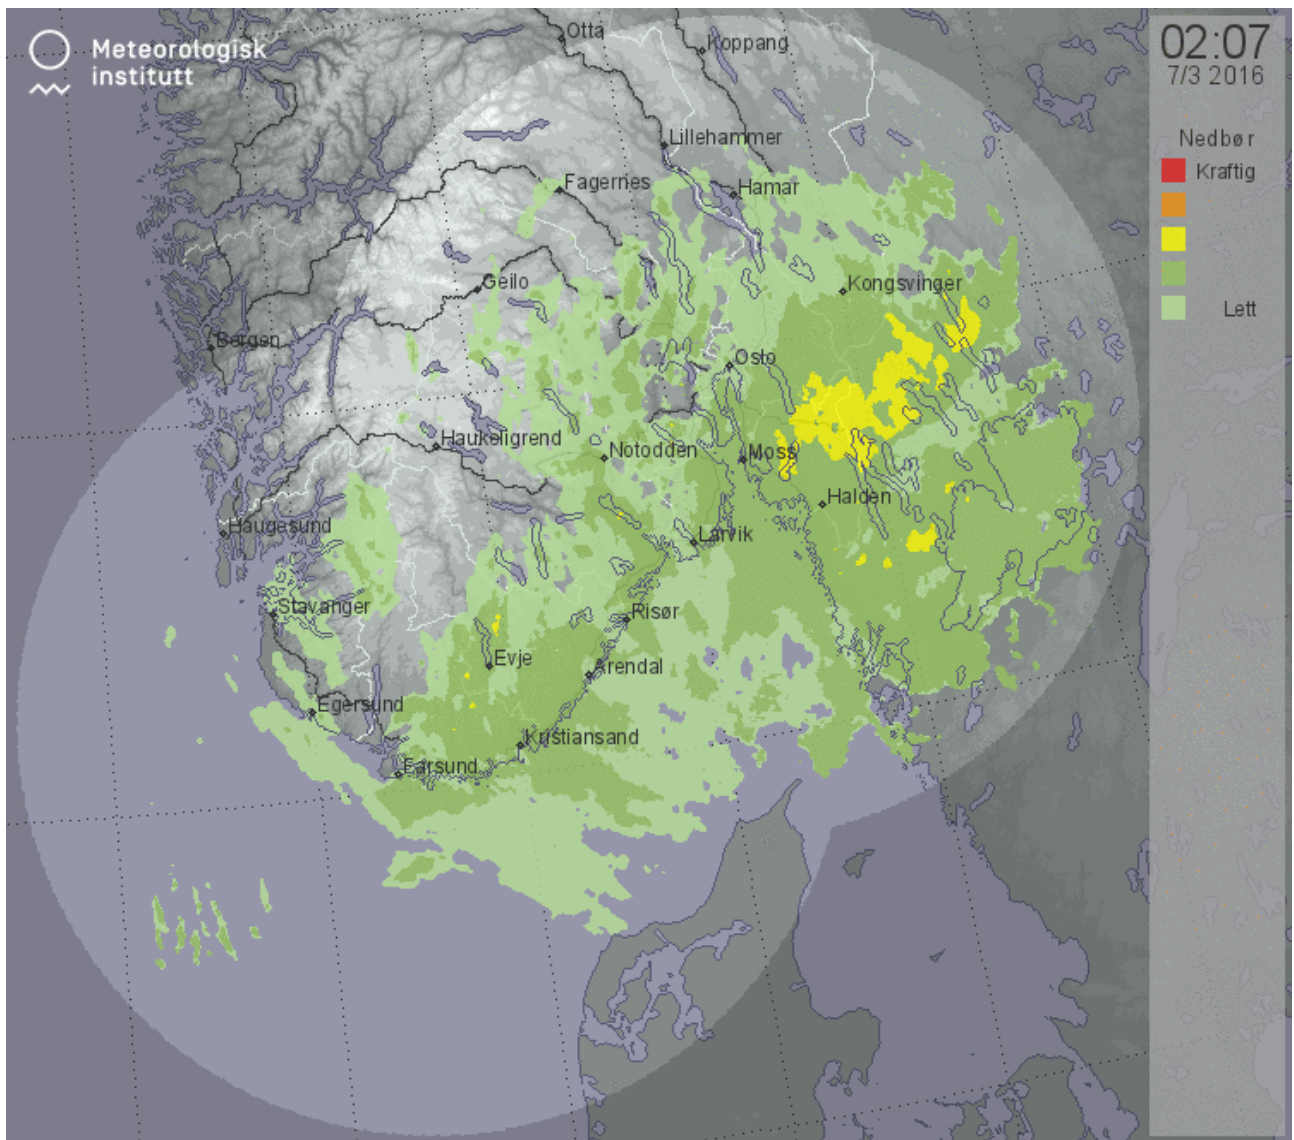 Meteorologisk
institutt
02:07
7/3 2016
Nedbør
Kraftig
Lett
Otta
Koppang
Lillehammer
Fagernes
Hamar
Geilo
Kongsvinger
Bergen
Oslo
Haukeligrend
Notodden
Moss
Halden
Haugesund
Larvik
Stavanger
Risør
Evje
Arendal
Egersund
Kristiansand
Farsund